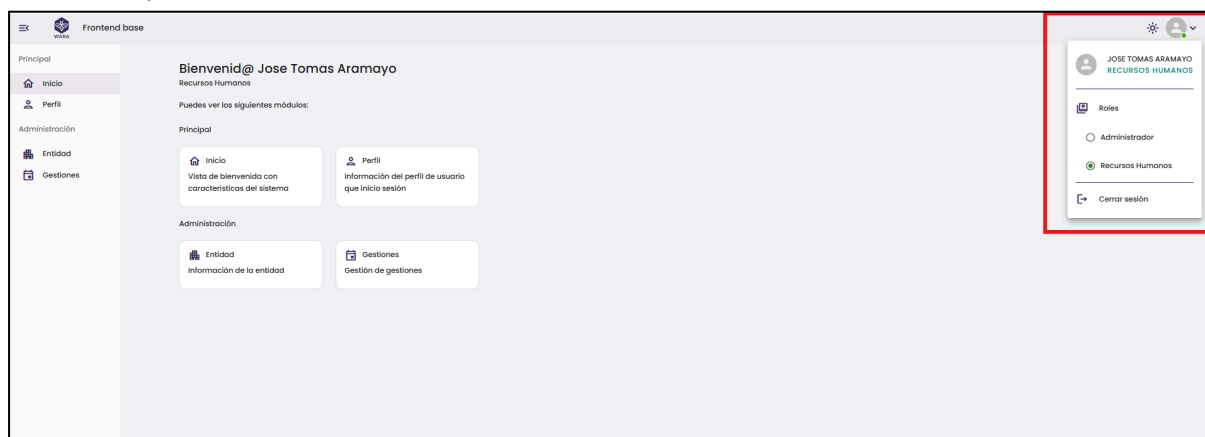 WARA
Frontend base
Principal
Inicio
Perfil
Administración
Entidad
Gestiones
Bienvenid@ Jose Tomas Aramayo
Recursos Humanos
Puedes ver los siguientes módulos:
Principal
Inicio
Vista de bienvenida con
características del sistema
Perfil
Información del perfil de usuario
que inicio sesión
Administración
Entidad
Información de la entidad
Gestiones
Gestión de gestiones
JOSE TOMAS ARAMAYO
RECURSOS HUMANOS
Roles
Administrador
Recursos Humanos
Cerrar sesión